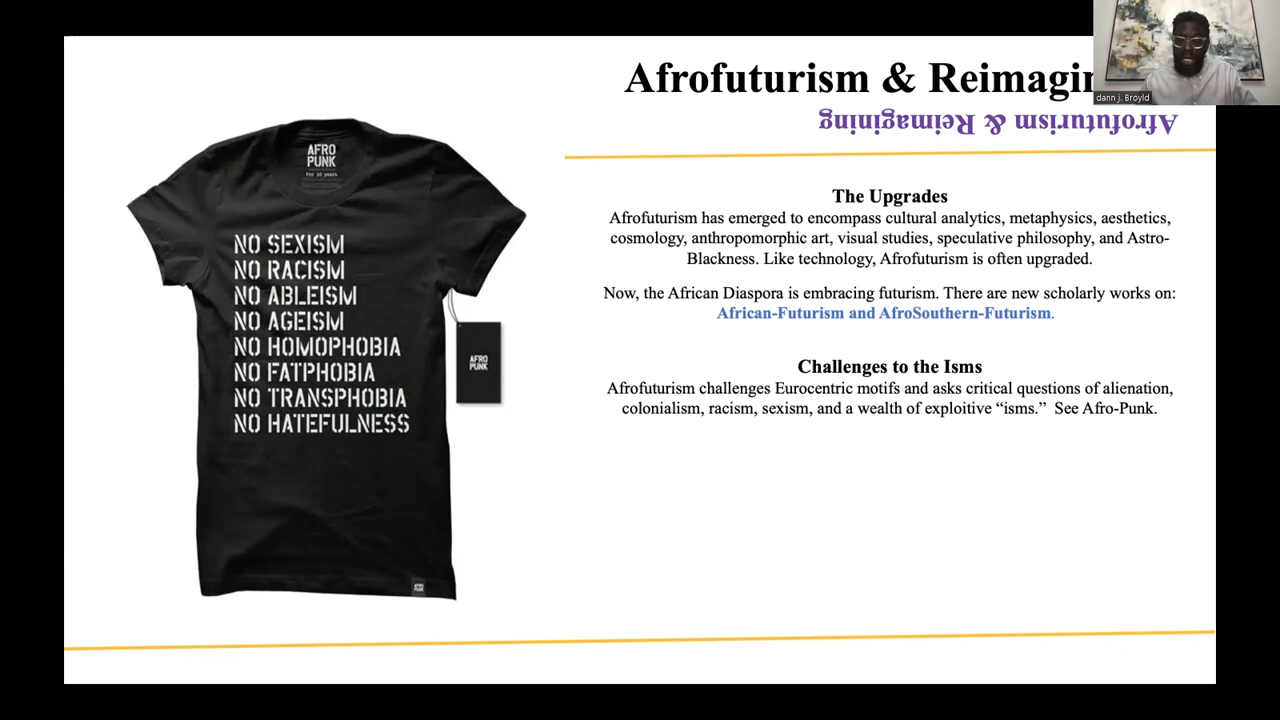 Afrofuturism & Reimagin
dann j. Broyld
Afrofuturism & Reimagining
AFRO
PUNK
For 10 years
NO SEXISM
NO RACISM
NO ABLEISM
NO AGEISM
NO HOMOPHOBIA
NO FATPHOBIA
NO TRANSPHOBIA
NO HATEFULNESS
AFRO
PUNK
AFRO
PUNK
The Upgrades
Afrofuturism has emerged to encompass cultural analytics, metaphysics, aesthetics,
cosmology, anthropomorphic art, visual studies, speculative philosophy, and Astro-
Blackness. Like technology, Afrofuturism is often upgraded.
Now, the African Diaspora is embracing futurism. There are new scholarly works on:
African-Futurism and AfroSouthern-Futurism.
Challenges to the Isms
Afrofuturism challenges Eurocentric motifs and asks critical questions of alienation,
colonialism, racism, sexism, and a wealth of exploitive “isms.” See Afro-Punk.